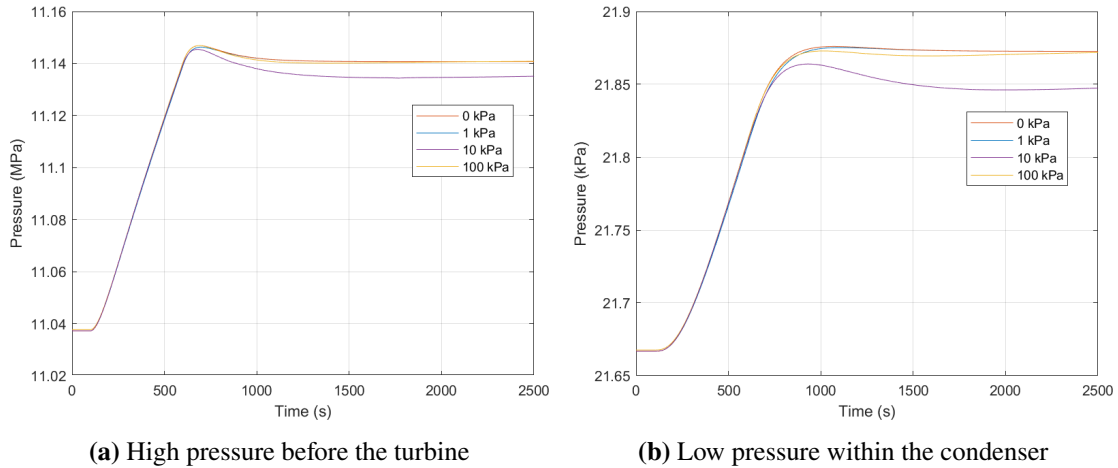 11.16
11.14
11.12
11.1
11.08
11.06
11.04
11.02
Pressure (MPa)
0 kPa
1 kPa
10 kPa
100 kPa
0 500 1000 1500 2000 2500
Time (s)
(a) High pressure before the turbine
21.9
21.85
21.8
21.75
21.7
21.65
Pressure (kPa)
0 kPa
1 kPa
10 kPa
100 kPa
0 500 1000 1500 2000 2500
Time (s)
(b) Low pressure within the condenser